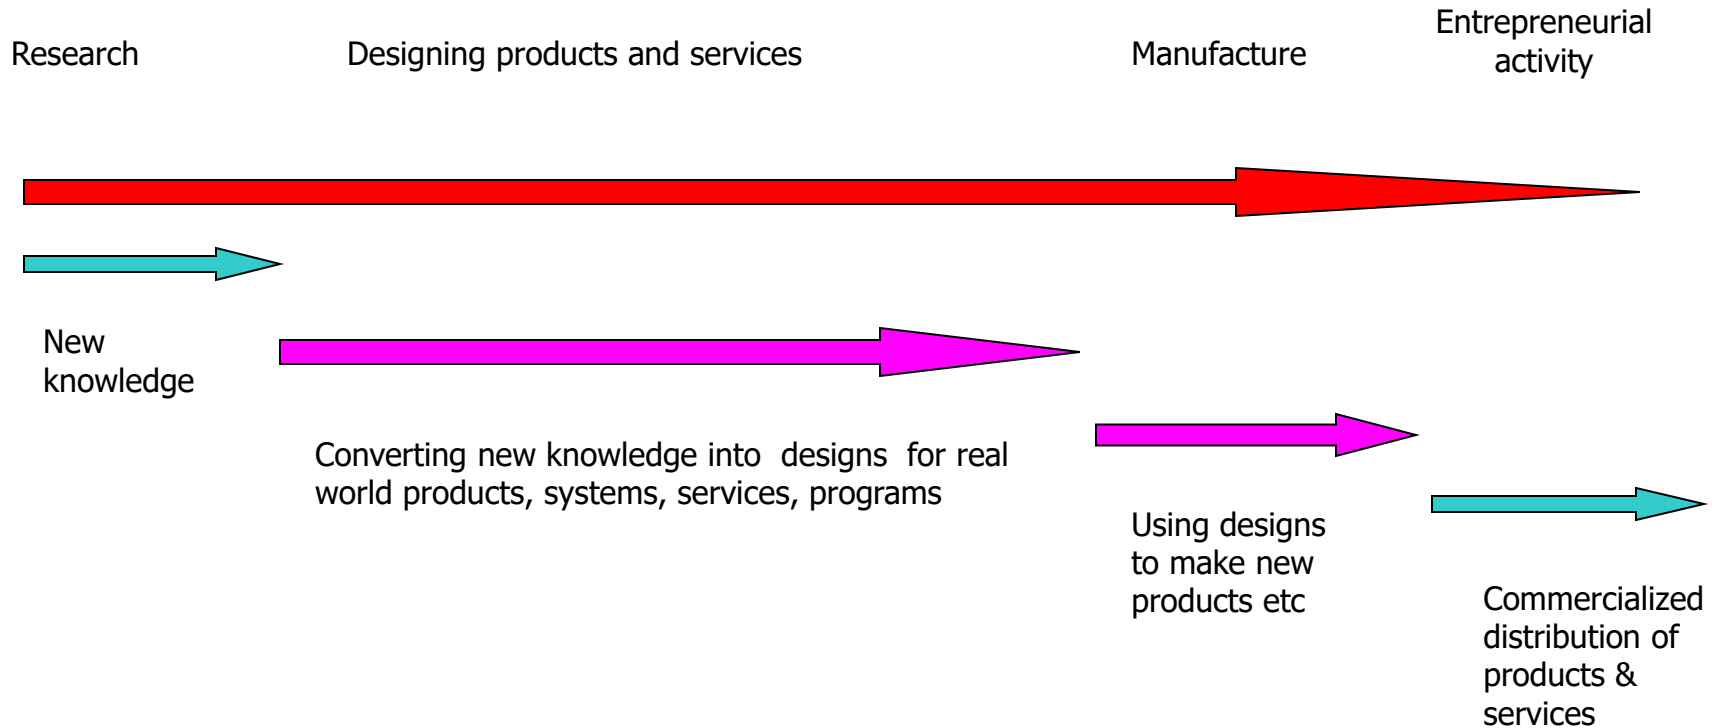 Research
Designing products and services
Manufacture
Entrepreneurial
activity
New
knowledge
Converting new knowledge into designs for real
world products, systems, services, programs
Using designs
to make new
products etc
Commercialized
distribution of
products &
services